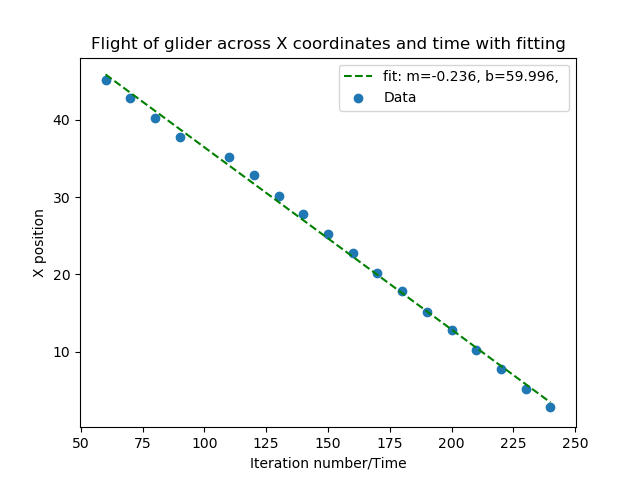 Flight of glider across X coordinates and time with fitting
fit: m=-0.236, b=59.996,
Data
40
30
20
10
X position
50 75 100 125 150 175 200 225 250
Iteration number/Time